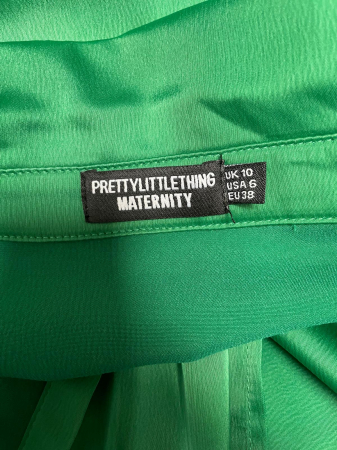 PRETTYLITTLETHING
MATERNITY
UK 10
USA 6
EU 38